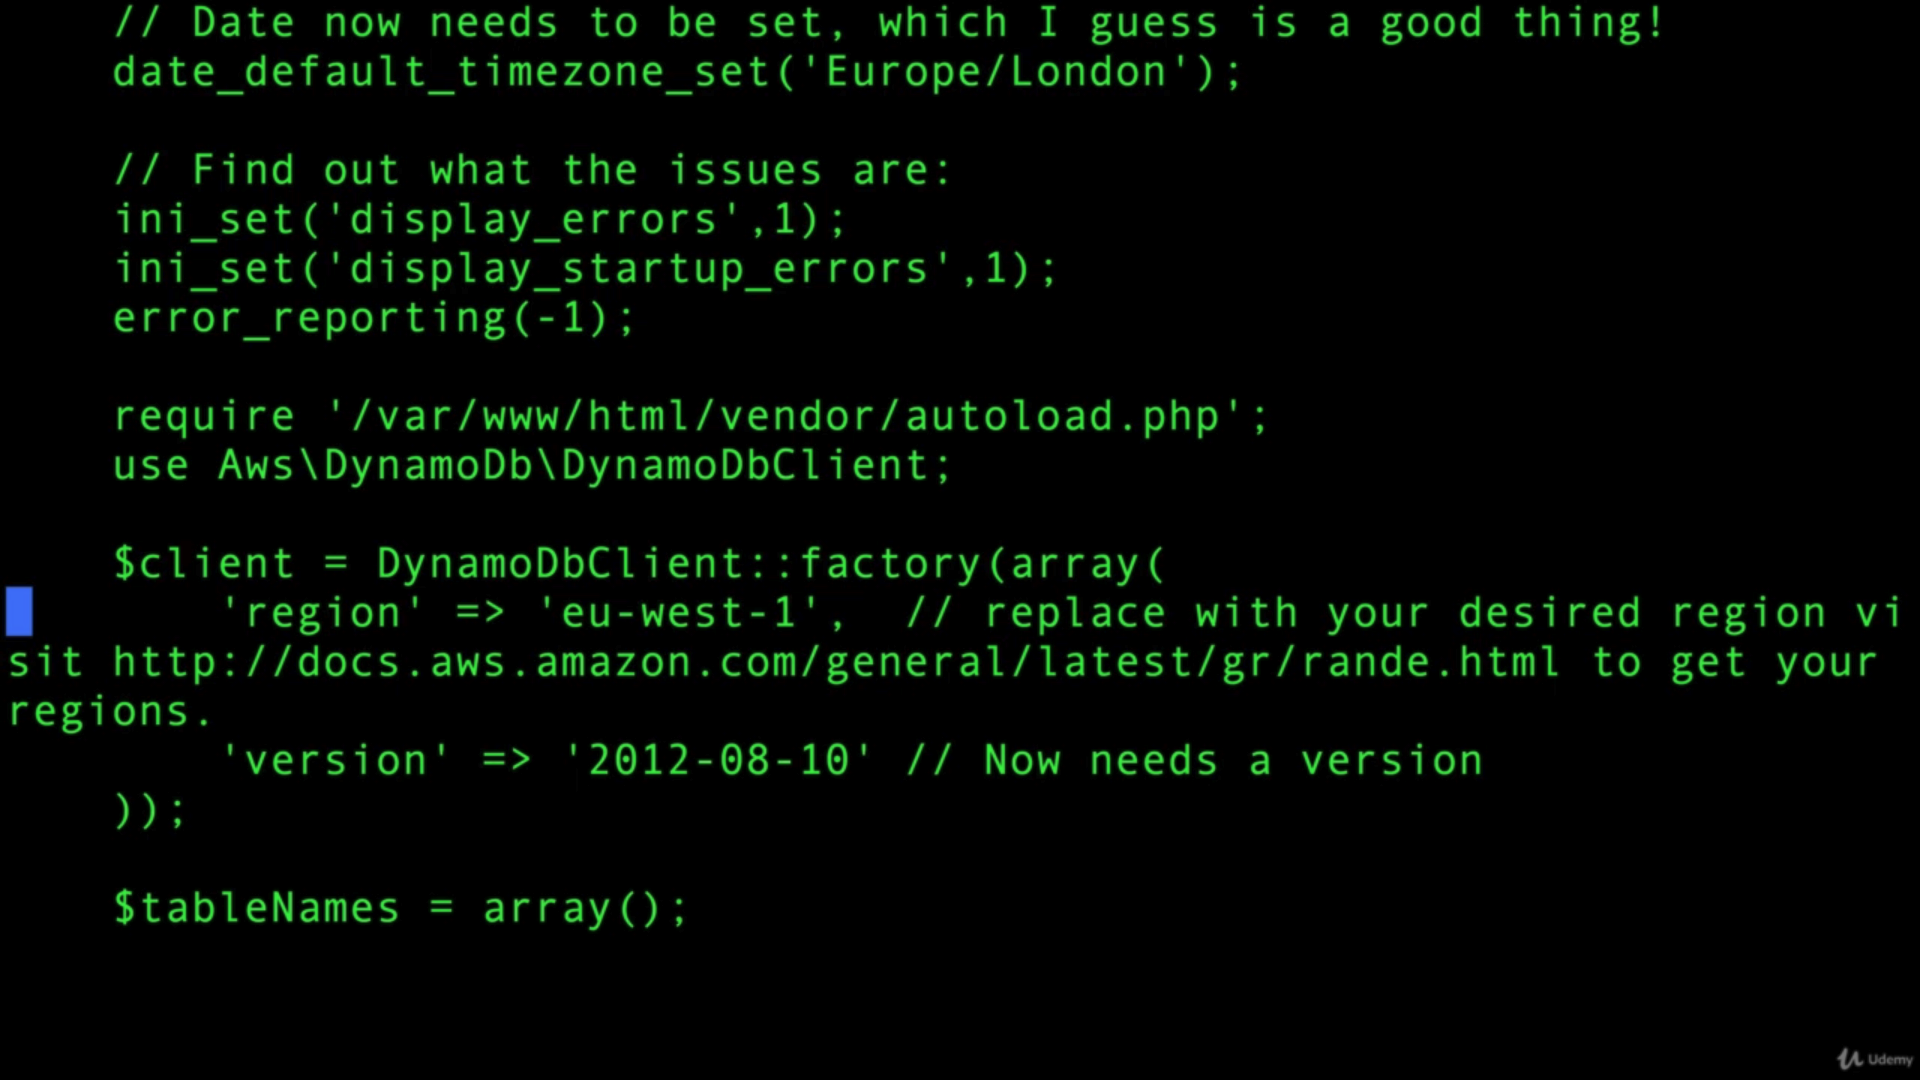 // Date now needs to be set, which I guess is a good thing!
date_default_timezone_set('Europe/London');
// Find out what the issues are:
ini_set('display_errors',1);
ini_set('display_startup_errors',1);
error_reporting(-1);
require '/var/www/html/vendor/autoload.php';
use Aws\DynamoDb\DynamoDbClient;
$client = DynamoDbClient::factory(array(
'region' => 'eu-west-1',  // replace with your desired region vi
sit http://docs.aws.amazon.com/general/latest/gr/rande.html to get your
regions.
'version' => '2012-08-10' // Now needs a version
));
$tableNames = array();
Udemy